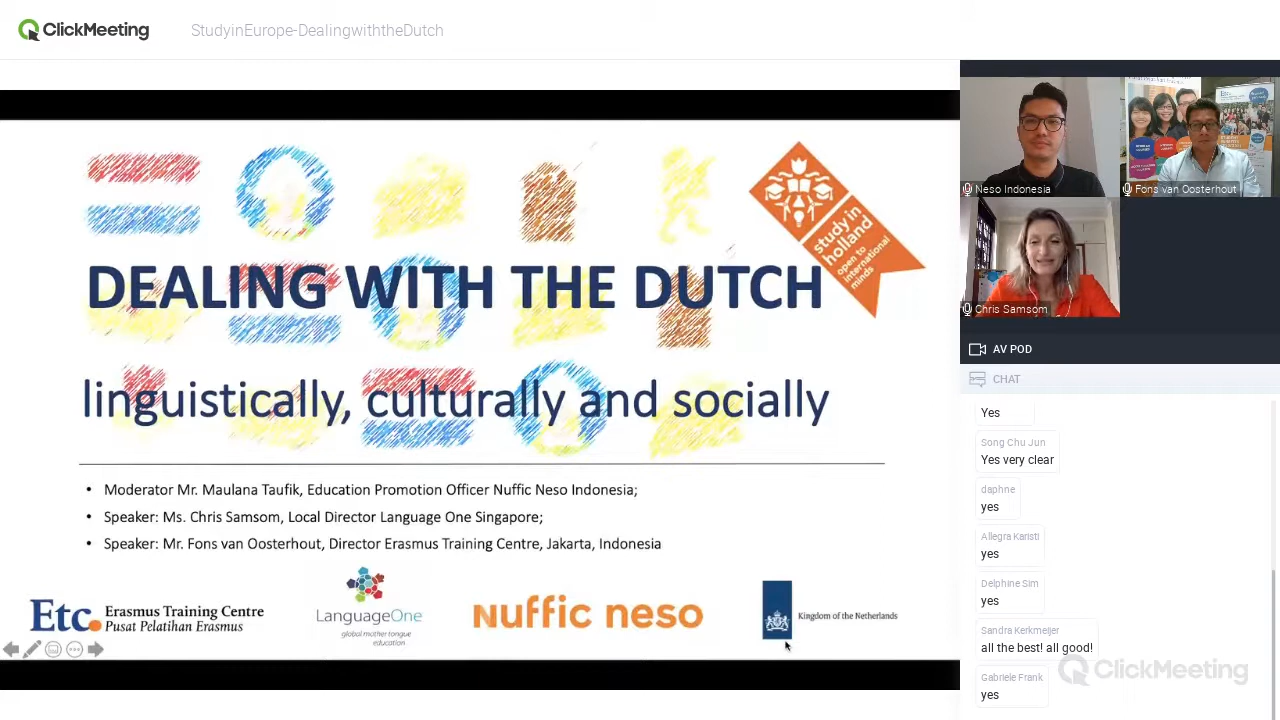 ClickMeeting
StudyinEurope-DealingwiththeDutch
study in
holland
open to
international
minds
DEALING WITH THE DUTCH
linguistically, culturally and socially
• Moderator Mr. Maulana Taufik, Education Promotion Officer Nuffic Neso Indonesia;
• Speaker: Ms. Chris Samsom, Local Director Language One Singapore;
• Speaker: Mr. Fons van Oosterhout, Director Erasmus Training Centre, Jakarta, Indonesia
Etc. Erasmus Training Centre
Pusat Pelatihan Erasmus
LanguageOne
global mother tongue
education
nuffic neso
Kingdom of the Netherlands
Neso Indonesia
Fons van Oosterhout
Chris Samsom
AV POD
CHAT
Yes
Song Chu Jun
Yes very clear
daphne
yes
Allegra Karisti
yes
Delphine Sim
yes
Sandra Kerkmeijer
all the best! all good!
Gabriele Frank
yes
ClickMeeting